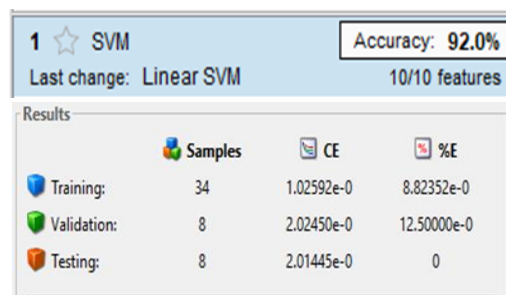 1 SVM Accuracy: 92.0%
Last change: Linear SVM 10/10 features
Results
Samples CE %E
Training: 34 1.02592e-0 8.82352e-0
Validation: 8 2.02450e-0 12.50000e-0
Testing: 8 2.01445e-0 0